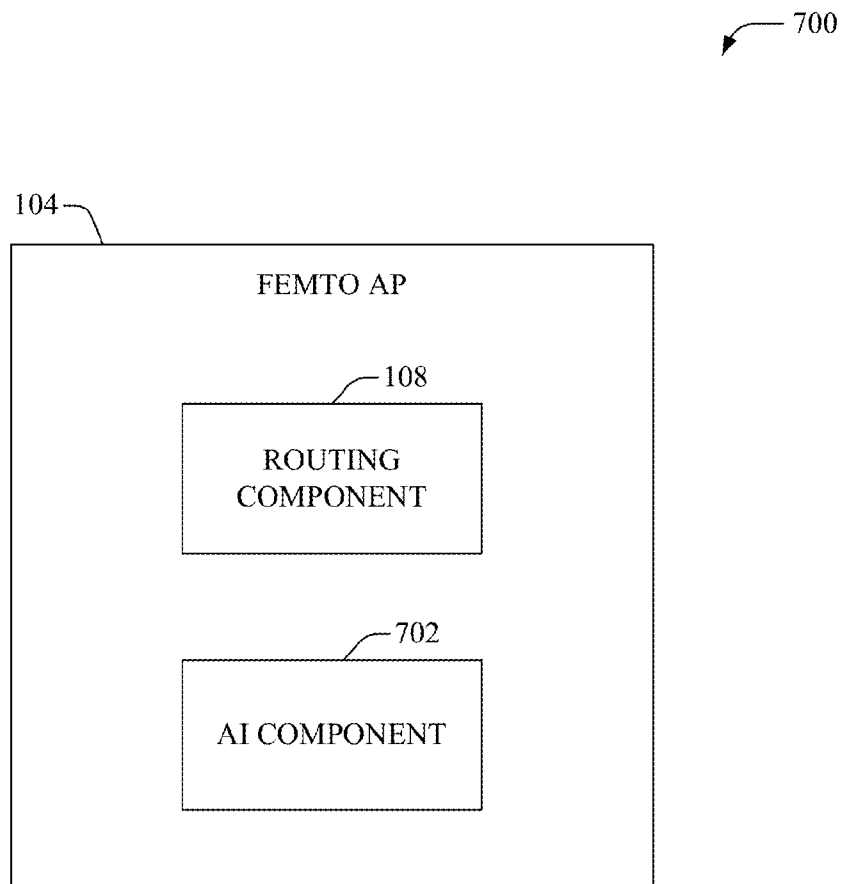 700
104
FEMTO AP
108
ROUTING
COMPONENT
702
AI COMPONENT